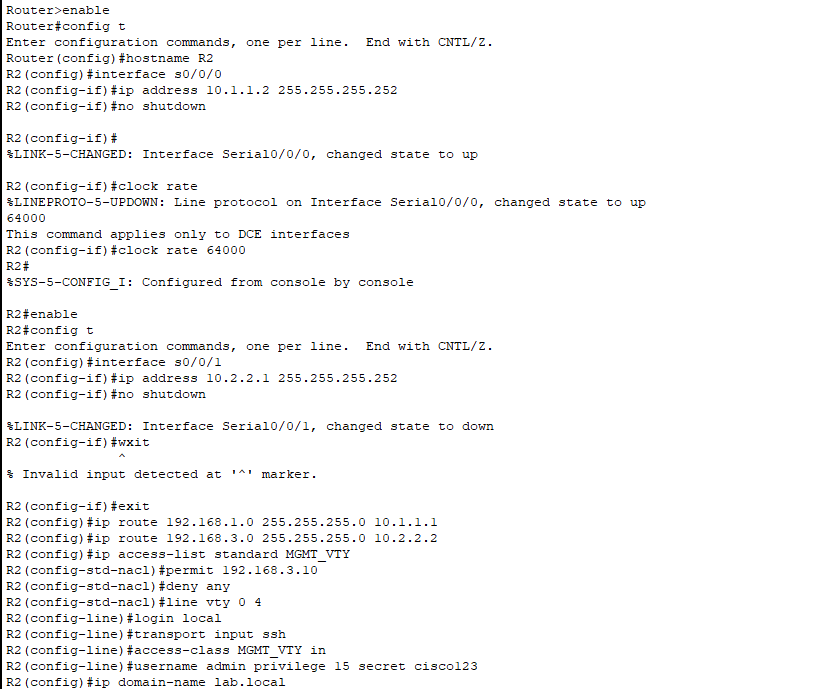 Router>enable
Router#config t
Enter configuration commands, one per line.  End with CNTL/Z.
Router(config)#hostname R2
R2(config)#interface s0/0/0
R2(config-if)#ip address 10.1.1.2 255.255.255.252
R2(config-if)#no shutdown
R2(config-if)#
%LINK-5-CHANGED: Interface Serial0/0/0, changed state to up
R2(config-if)#clock rate
%LINEPROTO-5-UPDOWN: Line protocol on Interface Serial0/0/0, changed state to up
64000
This command applies only to DCE interfaces
R2(config-if)#clock rate 64000
R2#
%SYS-5-CONFIG_I: Configured from console by console
R2#enable
R2#config t
Enter configuration commands, one per line.  End with CNTL/Z.
R2(config)#interface s0/0/1
R2(config-if)#ip address 10.2.2.1 255.255.255.252
R2(config-if)#no shutdown
%LINK-5-CHANGED: Interface Serial0/0/1, changed state to down
R2(config-if)#wxit
^
% Invalid input detected at '^' marker.
R2(config-if)#exit
R2(config)#ip route 192.168.1.0 255.255.255.0 10.1.1.1
R2(config)#ip route 192.168.3.0 255.255.255.0 10.2.2.2
R2(config)#ip access-list standard MGMT_VTY
R2(config-std-nacl)#permit 192.168.3.10
R2(config-std-nacl)#deny any
R2(config-std-nacl)#line vty 0 4
R2(config-line)#login local
R2(config-line)#transport input ssh
R2(config-line)#access-class MGMT_VTY in
R2(config-line)#username admin privilege 15 secret cisco123
R2(config)#ip domain-name lab.local